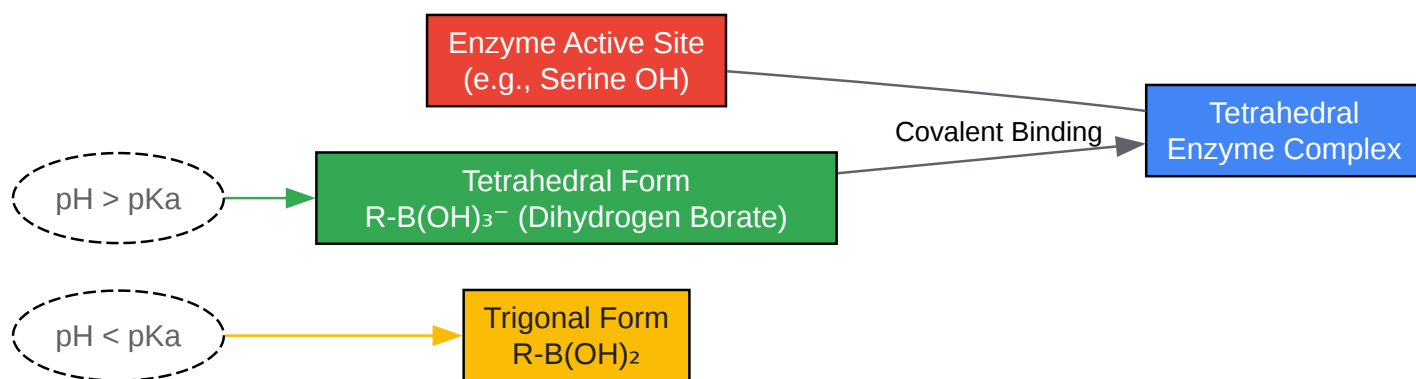 Enzyme Active Site
(e.g., Serine OH)
Tetrahedral
Enzyme Complex
Covalent Binding
pH > pKa
Tetrahedral Form
R-B(OH)₃⁻ (Dihydrogen Borate)
pH < pKa
Trigonal Form
R-B(OH)₂